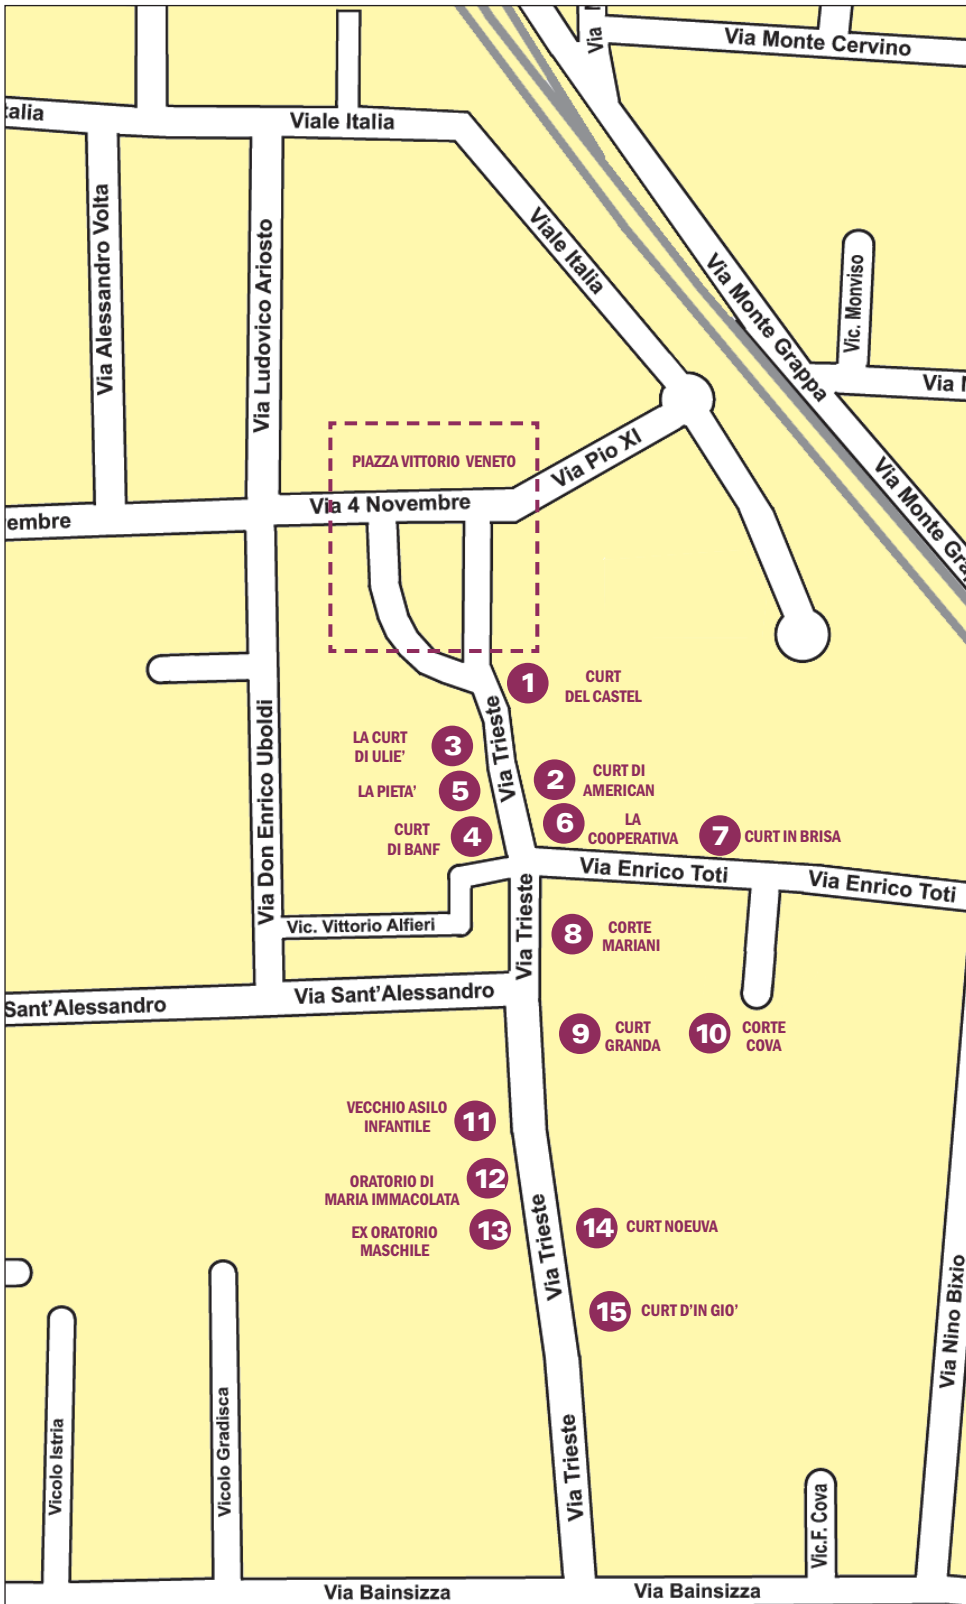 Via Monte Cervino
Viale Italia
Via Alessandro Volta
Via Ludovico Ariosto
Viale Italia
Via Monte Grappa
Vic. Monviso
PIAZZA VITTORIO VENETO
Via Pio XI
Via 4 Novembre
Via Monte
1
CURT
DEL CASTEL
Via Trieste
Via Don Enrico Uboldi
LA CURT
DI ULIE'
3
2
CURT DI
AMERICAN
LA PIETA'
5
6
LA
COOPERATIVA
CURT
DI BANF
4
7
CURT IN BRISA
Via Enrico Toti
Via Enrico Toti
Vic. Vittorio Alfieri
Via Trieste
8
CORTE
MARIANI
Via Sant'Alessandro
Sant'Alessandro
9
CURT
GRANDA
10
CORTE
COVA
VECCHIO ASILO
INFANTILE
11
ORATORIO DI
MARIA IMMACOLATA
12
EX ORATORIO
MASCHILE
13
Via Trieste
14
CURT NOEUVA
15
CURT D'IN GIO'
Via Nino Bixio
Vicolo Istria
Vicolo Gradisca
Via Trieste
Vic.F. Cova
Via Bainsizza
Via Bainsizza